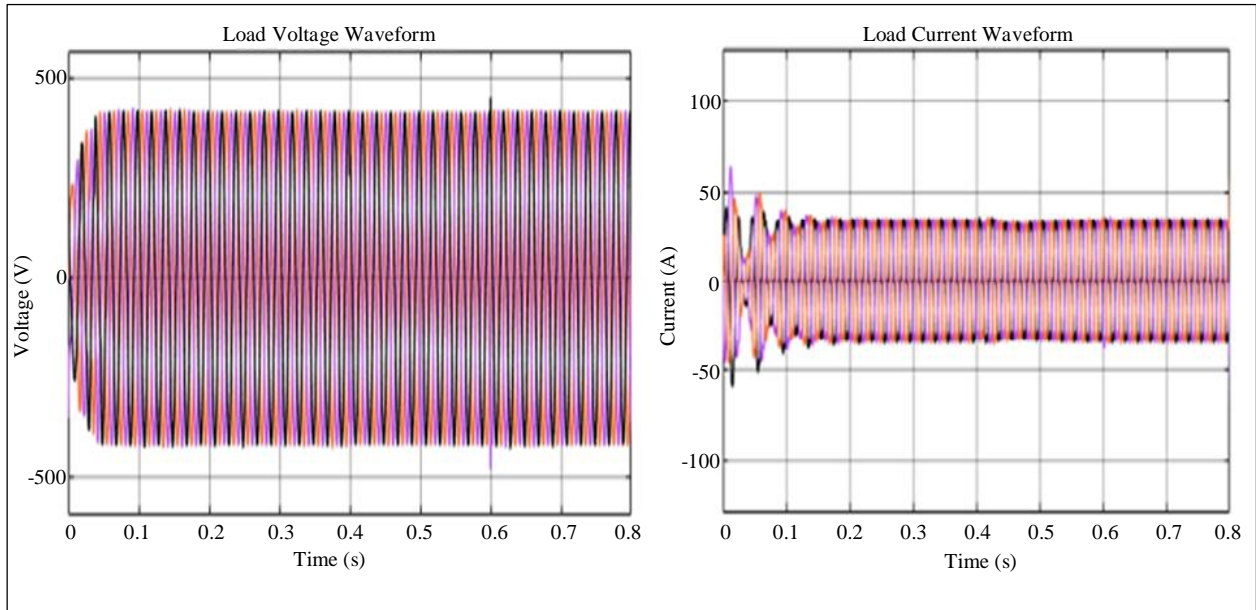 Load Voltage Waveform
500
0
-500
Voltage (V)
0 0.1 0.2 0.3 0.4 0.5 0.6 0.7 0.8
Time (s)
Load Current Waveform
100
50
0
-50
-100
Current (A)
0 0.1 0.2 0.3 0.4 0.5 0.6 0.7 0.8
Time (s)